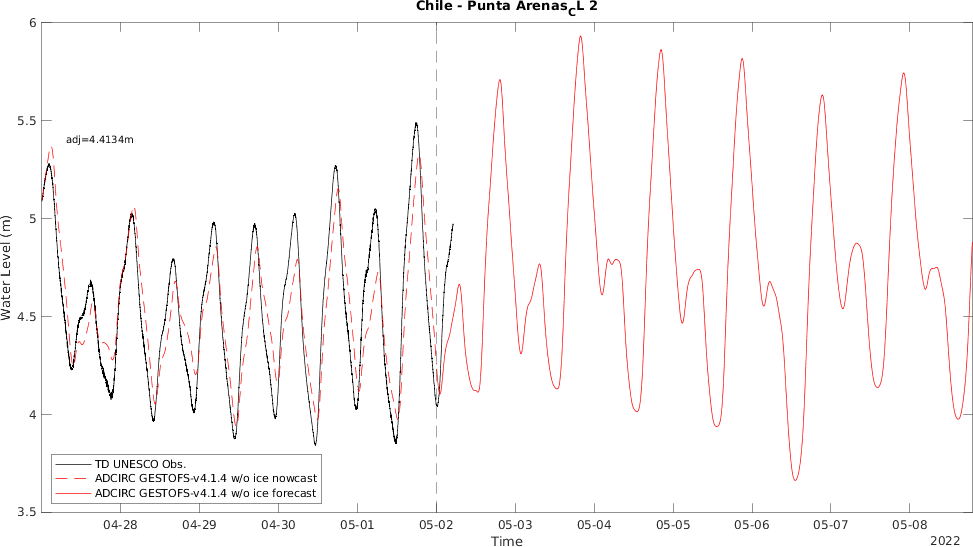 Chile - Punta Arenas_CL 2
6
5.5
5
4.5
4
3.5
Water Level (m)
adj=4.4134m
TD UNESCO Obs.
ADCIRC GESTOFS-v4.1.4 w/o ice nowcast
ADCIRC GESTOFS-v4.1.4 w/o ice forecast
04-28 04-29 04-30 05-01 05-02 05-03 05-04 05-05 05-06 05-07 05-08
Time
2022